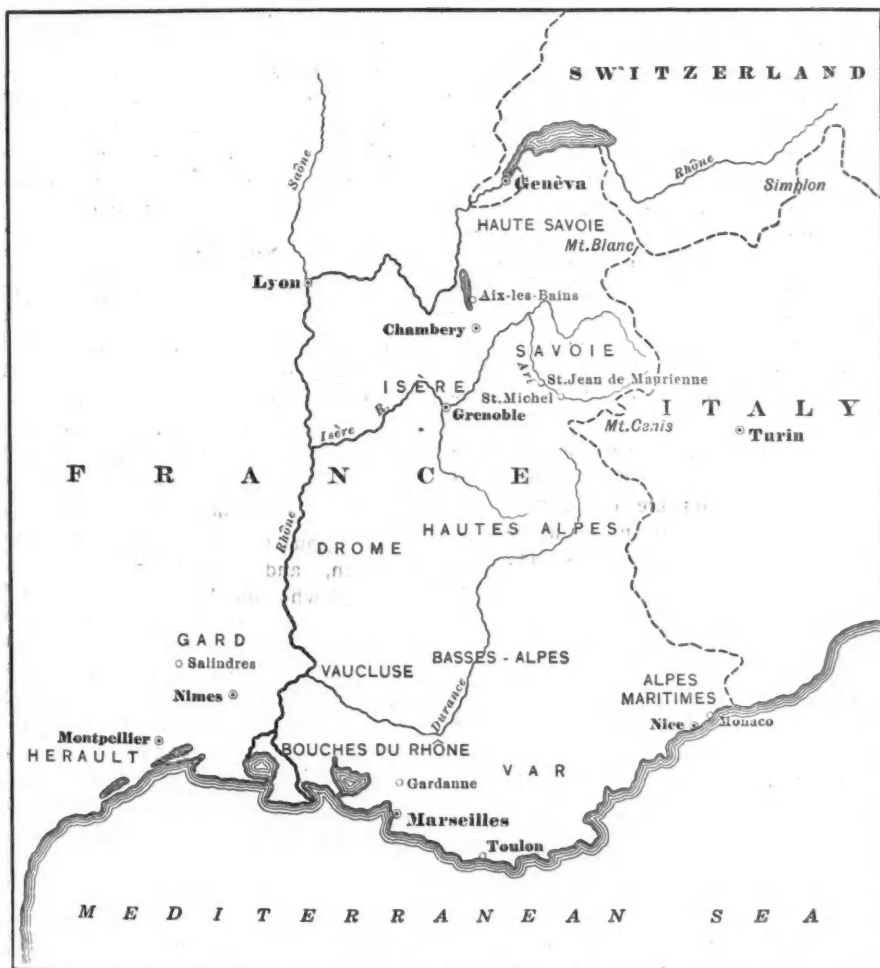 SWITZERLAND
Saône
Genèva
Rhône
Simplon
HAUTE SAVOIE
Mt.Blanc
Lyon
Aix-les-Bains
Chambery
SAVOIE
Arl
St.Jean de Maurienne
ISÈRE
St.Michel
Isère R.
Grenoble
ITALY
Mt.Cenis
Turin
FRANCE
Rhône
HAUTES ALPES
DROME
GARD
Salindres
VAUCLUSE
BASSES-ALPES
Nimes
Durance
ALPES
MARITIMES
Nice
Monaco
Montpellier
HERAULT
BOUCHES DU RHÔNE
VAR
Gardanne
Marseilles
Toulon
MEDITERRANEAN SEA